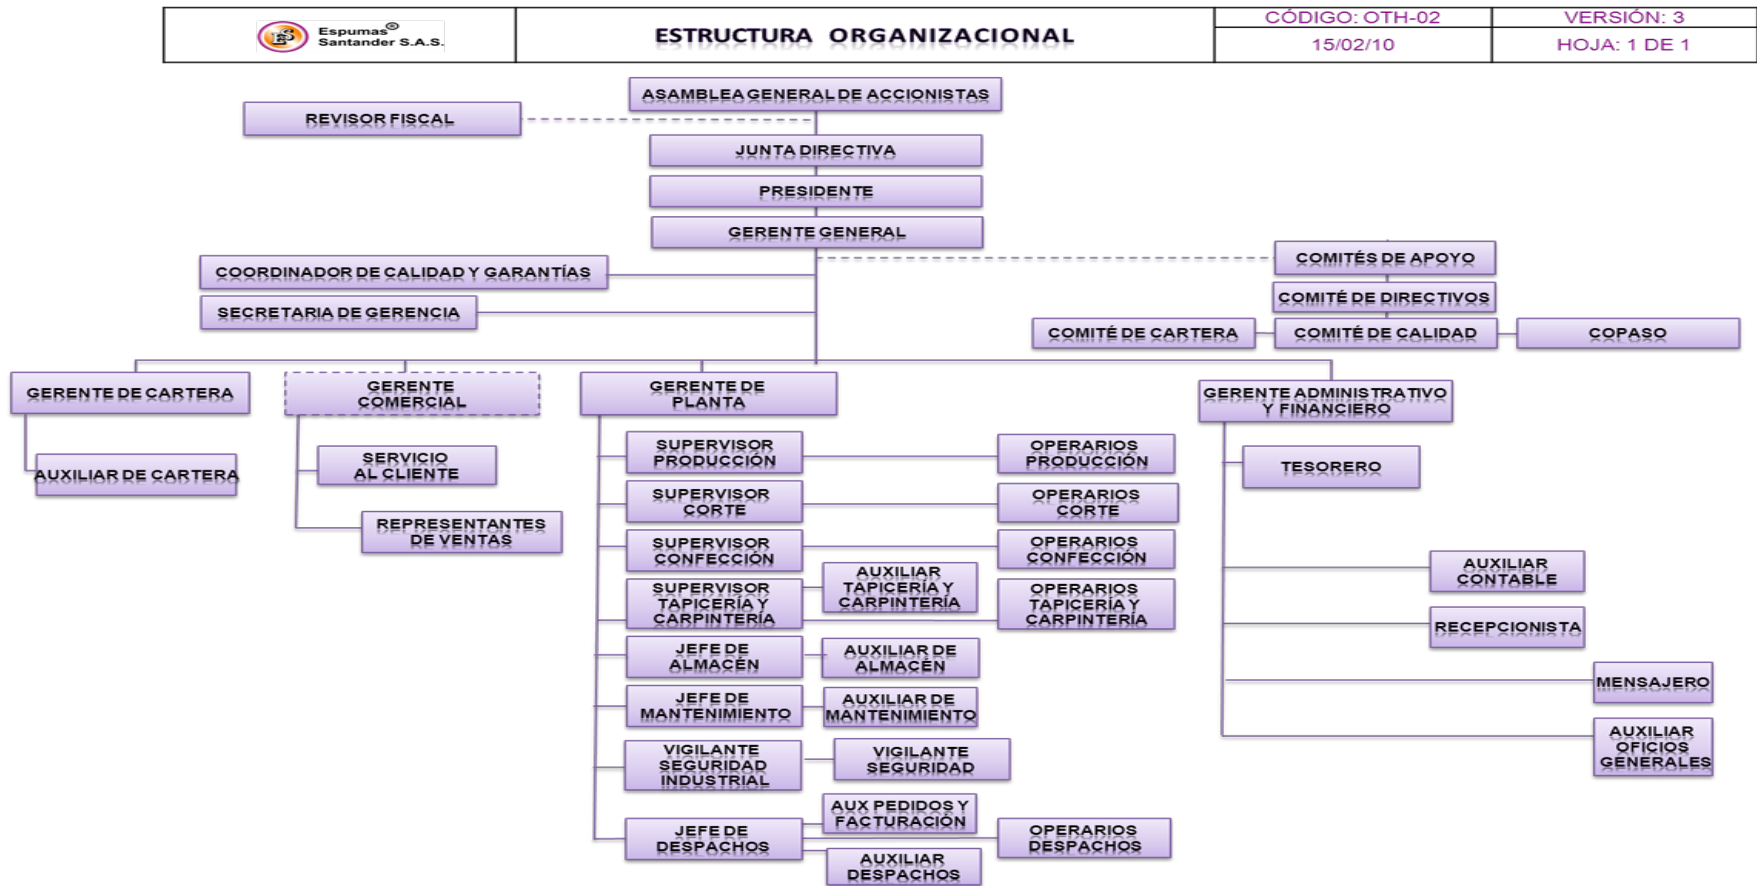 Espumas®
Santander S.A.S.
ESTRUCTURA ORGANIZACIONAL
CÓDIGO: OTH-02
VERSIÓN: 3
15/02/10
HOJA: 1 DE 1
ASAMBLEA GENERAL DE ACCIONISTAS
REVISOR FISCAL
JUNTA DIRECTIVA
PRESIDENTE
GERENTE GENERAL
COORDINADOR DE CALIDAD Y GARANTÍAS
SECRETARIA DE GERENCIA
COMITÉS DE APOYO
COMITÉ DE DIRECTIVOS
COMITÉ DE CARTERA
COMITÉ DE CALIDAD
COPASO
GERENTE DE CARTERA
AUXILIAR DE CARTERA
GERENTE
COMERCIAL
SERVICIO
AL CLIENTE
REPRESENTANTES
DE VENTAS
GERENTE DE
PLANTA
SUPERVISOR
PRODUCCIÓN
OPERARIOS
PRODUCCIÓN
SUPERVISOR
CORTE
OPERARIOS
CORTE
SUPERVISOR
CONFECCIÓN
OPERARIOS
CONFECCIÓN
SUPERVISOR
TAPICERÍA Y
CARPINTERÍA
AUXILIAR
TAPICERÍA Y
CARPINTERÍA
OPERARIOS
TAPICERÍA Y
CARPINTERÍA
JEFE DE
ALMACÉN
AUXILIAR DE
ALMACÉN
JEFE DE
MANTENIMIENTO
AUXILIAR DE
MANTENIMIENTO
VIGILANTE
SEGURIDAD
INDUSTRIAL
VIGILANTE
SEGURIDAD
JEFE DE
DESPACHOS
AUX PEDIDOS Y
FACTURACIÓN
OPERARIOS
DESPACHOS
AUXILIAR
DESPACHOS
GERENTE ADMINISTRATIVO
Y FINANCIERO
TESORERO
AUXILIAR
CONTABLE
RECEPCIONISTA
MENSAJERO
AUXILIAR
OFICIOS
GENERALES